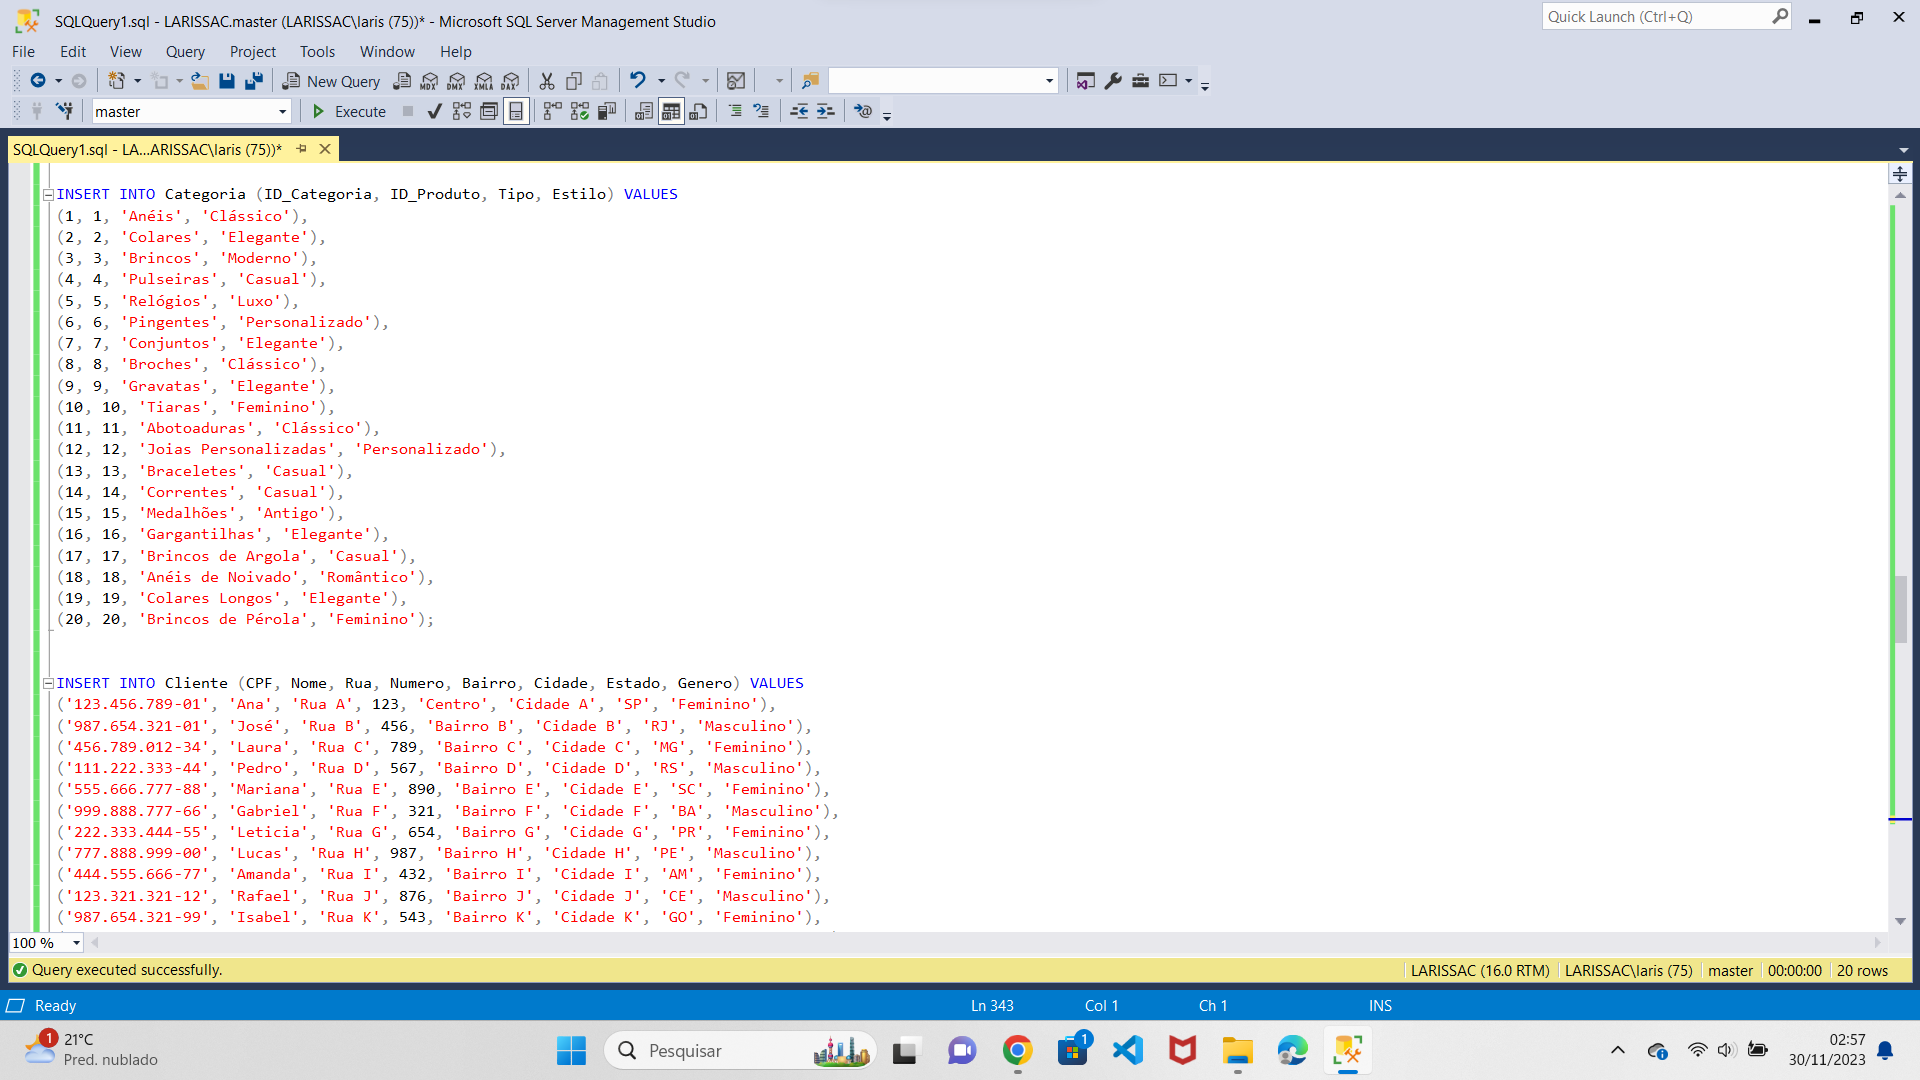 SQLQuery1.sql - LARISSAC.master (LARISSAC\laris (75))* - Microsoft SQL Server Management Studio
Quick Launch (Ctrl+Q)
File Edit View Query Project Tools Window Help
New Query MDX DMX XMLA DAX
master Execute
SQLQuery1.sql - LA...ARISSAC\laris (75))*
INSERT INTO Categoria (ID_Categoria, ID_Produto, Tipo, Estilo) VALUES
(1, 1, 'Anéis', 'Clássico'),
(2, 2, 'Colares', 'Elegante'),
(3, 3, 'Brincos', 'Moderno'),
(4, 4, 'Pulseiras', 'Casual'),
(5, 5, 'Relógios', 'Luxo'),
(6, 6, 'Pingentes', 'Personalizado'),
(7, 7, 'Conjuntos', 'Elegante'),
(8, 8, 'Broches', 'Clássico'),
(9, 9, 'Gravatas', 'Elegante'),
(10, 10, 'Tiaras', 'Feminino'),
(11, 11, 'Abotoaduras', 'Clássico'),
(12, 12, 'Joias Personalizadas', 'Personalizado'),
(13, 13, 'Braceletes', 'Casual'),
(14, 14, 'Correntes', 'Casual'),
(15, 15, 'Medalhões', 'Antigo'),
(16, 16, 'Gargantilhas', 'Elegante'),
(17, 17, 'Brincos de Argola', 'Casual'),
(18, 18, 'Anéis de Noivado', 'Romântico'),
(19, 19, 'Colares Longos', 'Elegante'),
(20, 20, 'Brincos de Pérola', 'Feminino');
INSERT INTO Cliente (CPF, Nome, Rua, Numero, Bairro, Cidade, Estado, Genero) VALUES
('123.456.789-01', 'Ana', 'Rua A', 123, 'Centro', 'Cidade A', 'SP', 'Feminino'),
('987.654.321-01', 'José', 'Rua B', 456, 'Bairro B', 'Cidade B', 'RJ', 'Masculino'),
('456.789.012-34', 'Laura', 'Rua C', 789, 'Bairro C', 'Cidade C', 'MG', 'Feminino'),
('111.222.333-44', 'Pedro', 'Rua D', 567, 'Bairro D', 'Cidade D', 'RS', 'Masculino'),
('555.666.777-88', 'Mariana', 'Rua E', 890, 'Bairro E', 'Cidade E', 'SC', 'Feminino'),
('999.888.777-66', 'Gabriel', 'Rua F', 321, 'Bairro F', 'Cidade F', 'BA', 'Masculino'),
('222.333.444-55', 'Leticia', 'Rua G', 654, 'Bairro G', 'Cidade G', 'PR', 'Feminino'),
('777.888.999-00', 'Lucas', 'Rua H', 987, 'Bairro H', 'Cidade H', 'PE', 'Masculino'),
('444.555.666-77', 'Amanda', 'Rua I', 432, 'Bairro I', 'Cidade I', 'AM', 'Feminino'),
('123.321.321-12', 'Rafael', 'Rua J', 876, 'Bairro J', 'Cidade J', 'CE', 'Masculino'),
('987.654.321-99', 'Isabel', 'Rua K', 543, 'Bairro K', 'Cidade K', 'GO', 'Feminino'),
100 %
Query executed successfully. LARISSAC (16.0 RTM) LARISSAC\laris (75) master 00:00:00 20 rows
Ready Ln 343 Col 1 Ch 1 INS
1 21°C
Pred. nublado
Pesquisar
1
02:57
30/11/2023